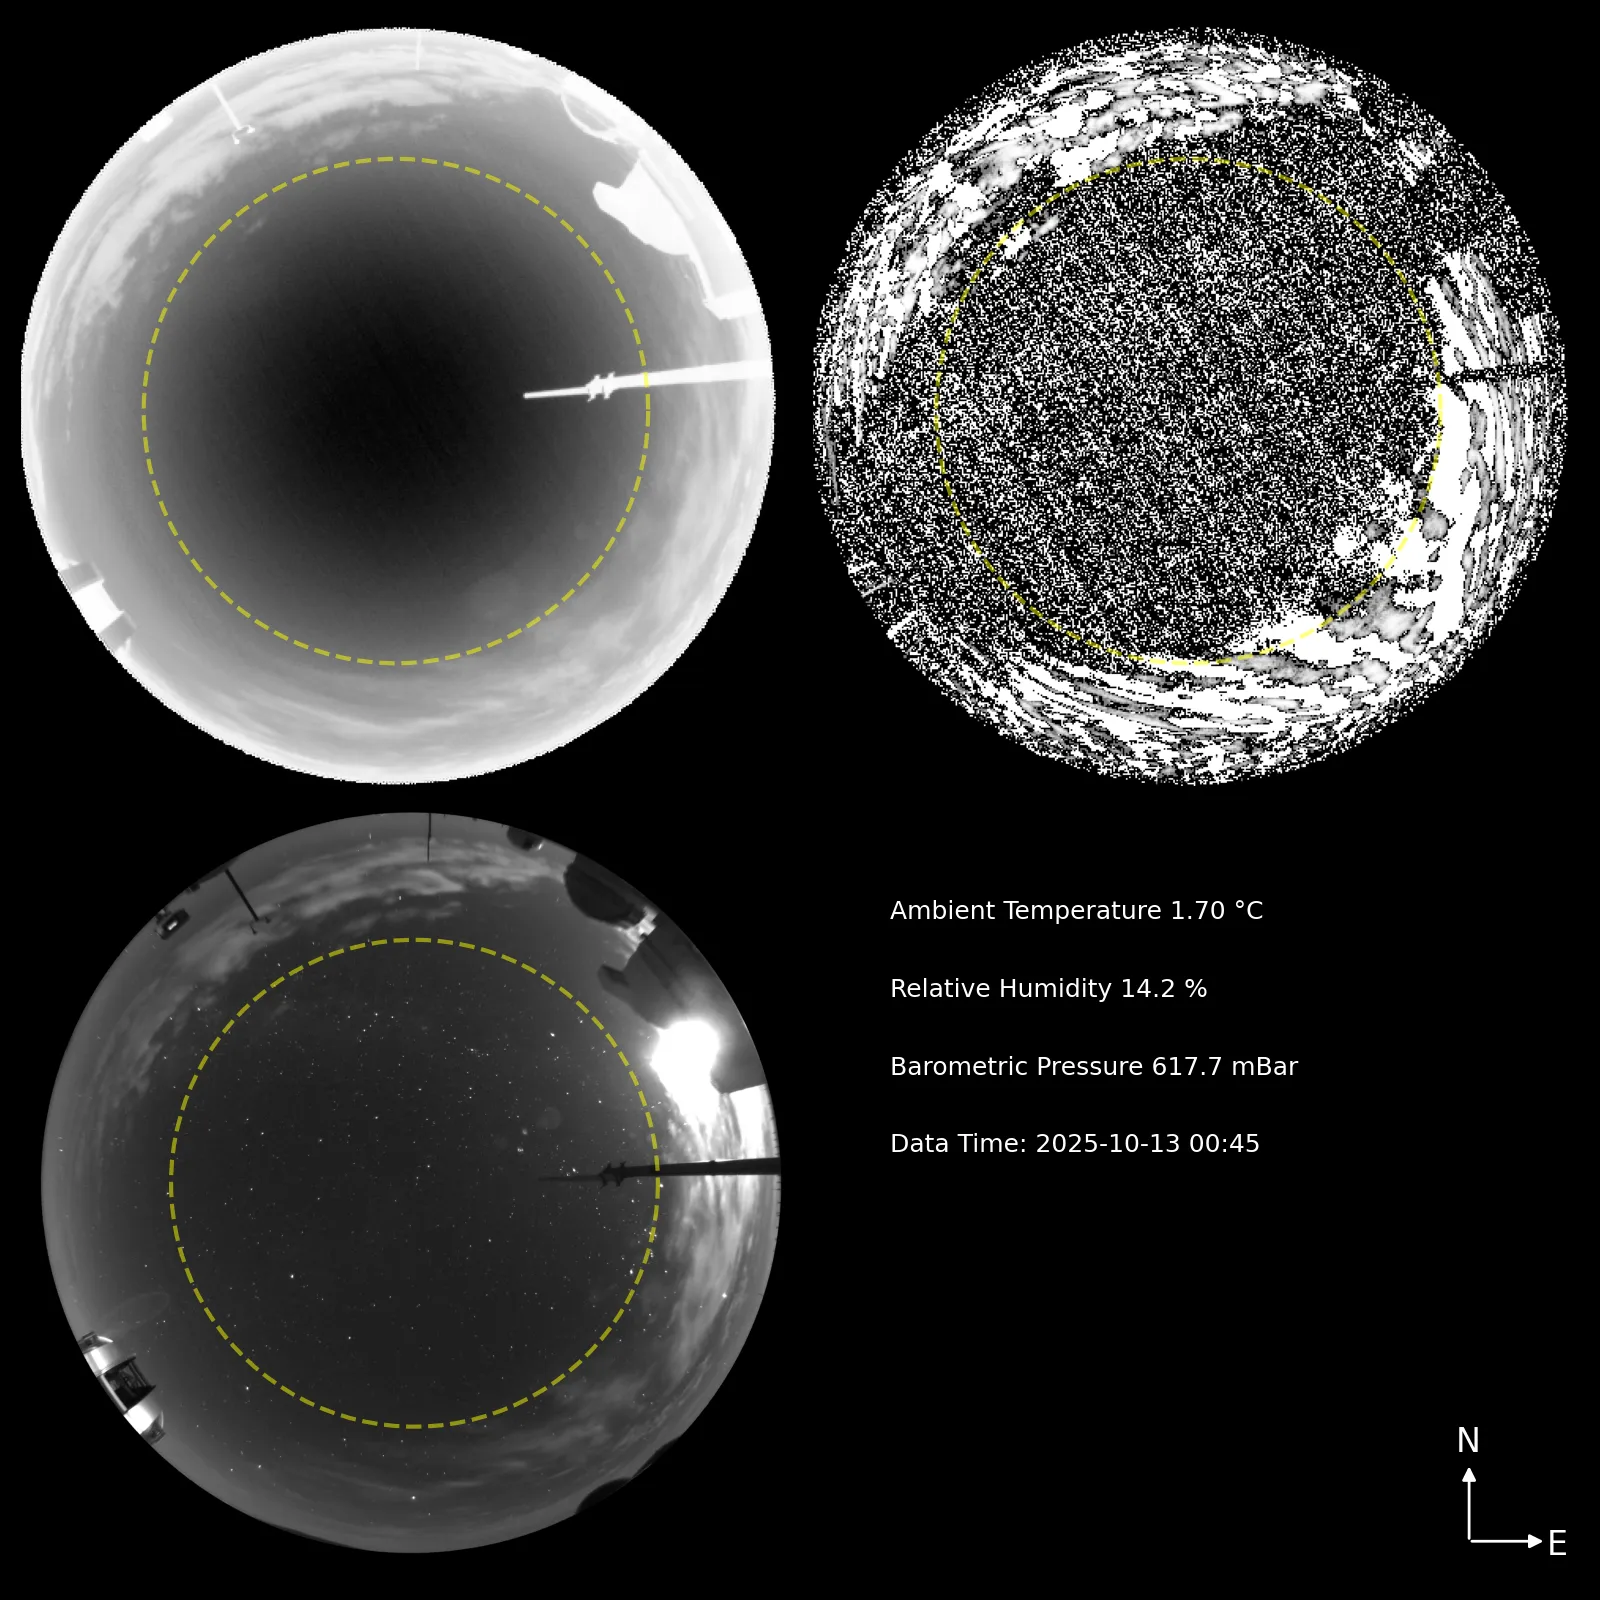 Ambient Temperature 1.70 °C
Relative Humidity 14.2 %
Barometric Pressure 617.7 mBar
Data Time: 2025-10-13 00:45
N
E